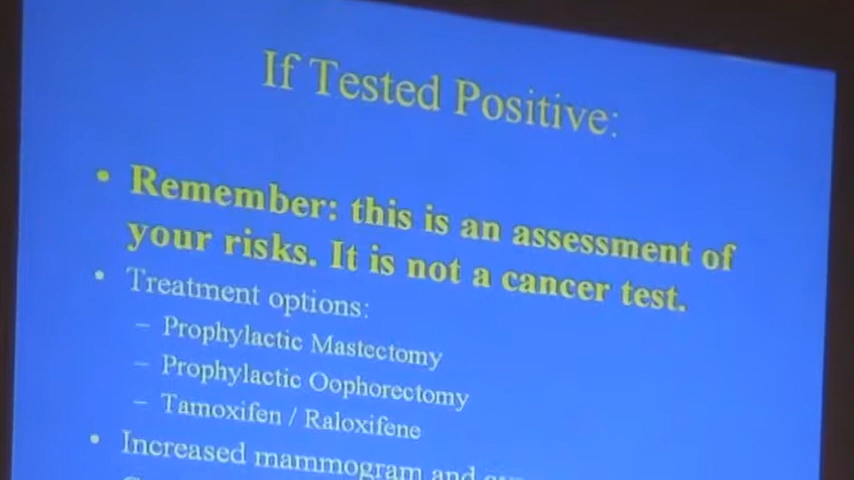 If Tested Positive:
• Remember: this is an assessment of
your risks. It is not a cancer test.
• Treatment options:
– Prophylactic Mastectomy
– Prophylactic Oophorectomy
– Tamoxifen / Raloxifene
• Increased mammogram and